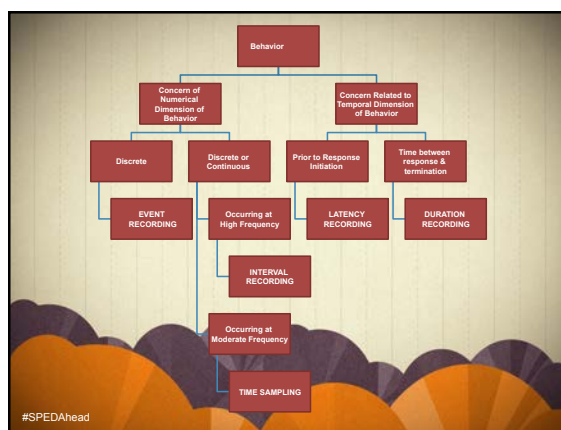 Behavior
Concern of
Numerical
Dimension of
Behavior
Concern Related to
Temporal Dimension
of Behavior
Discrete
Discrete or
Continuous
Prior to Response
Initiation
Time between
response &
termination
EVENT
RECORDING
Occurring at
High Frequency
LATENCY
RECORDING
DURATION
RECORDING
INTERVAL
RECORDING
Occurring at
Moderate Frequency
TIME SAMPLING
#SPEDAhead